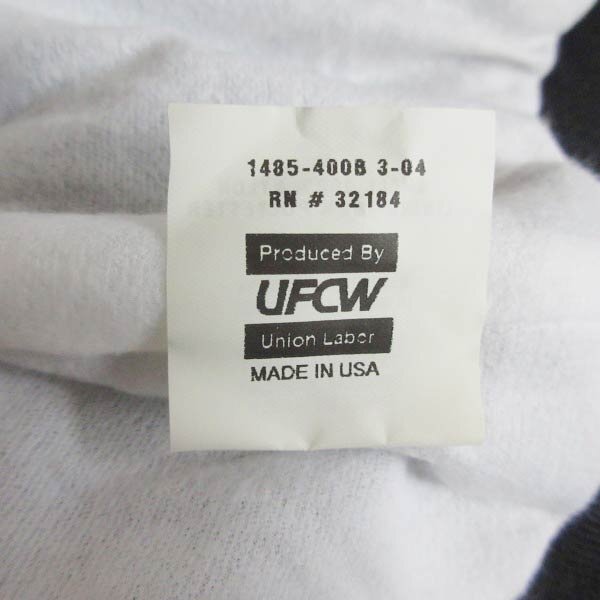 1485-400B 3-04
RN # 32184
Produced By
UFCW
Union Labor
MADE IN USA